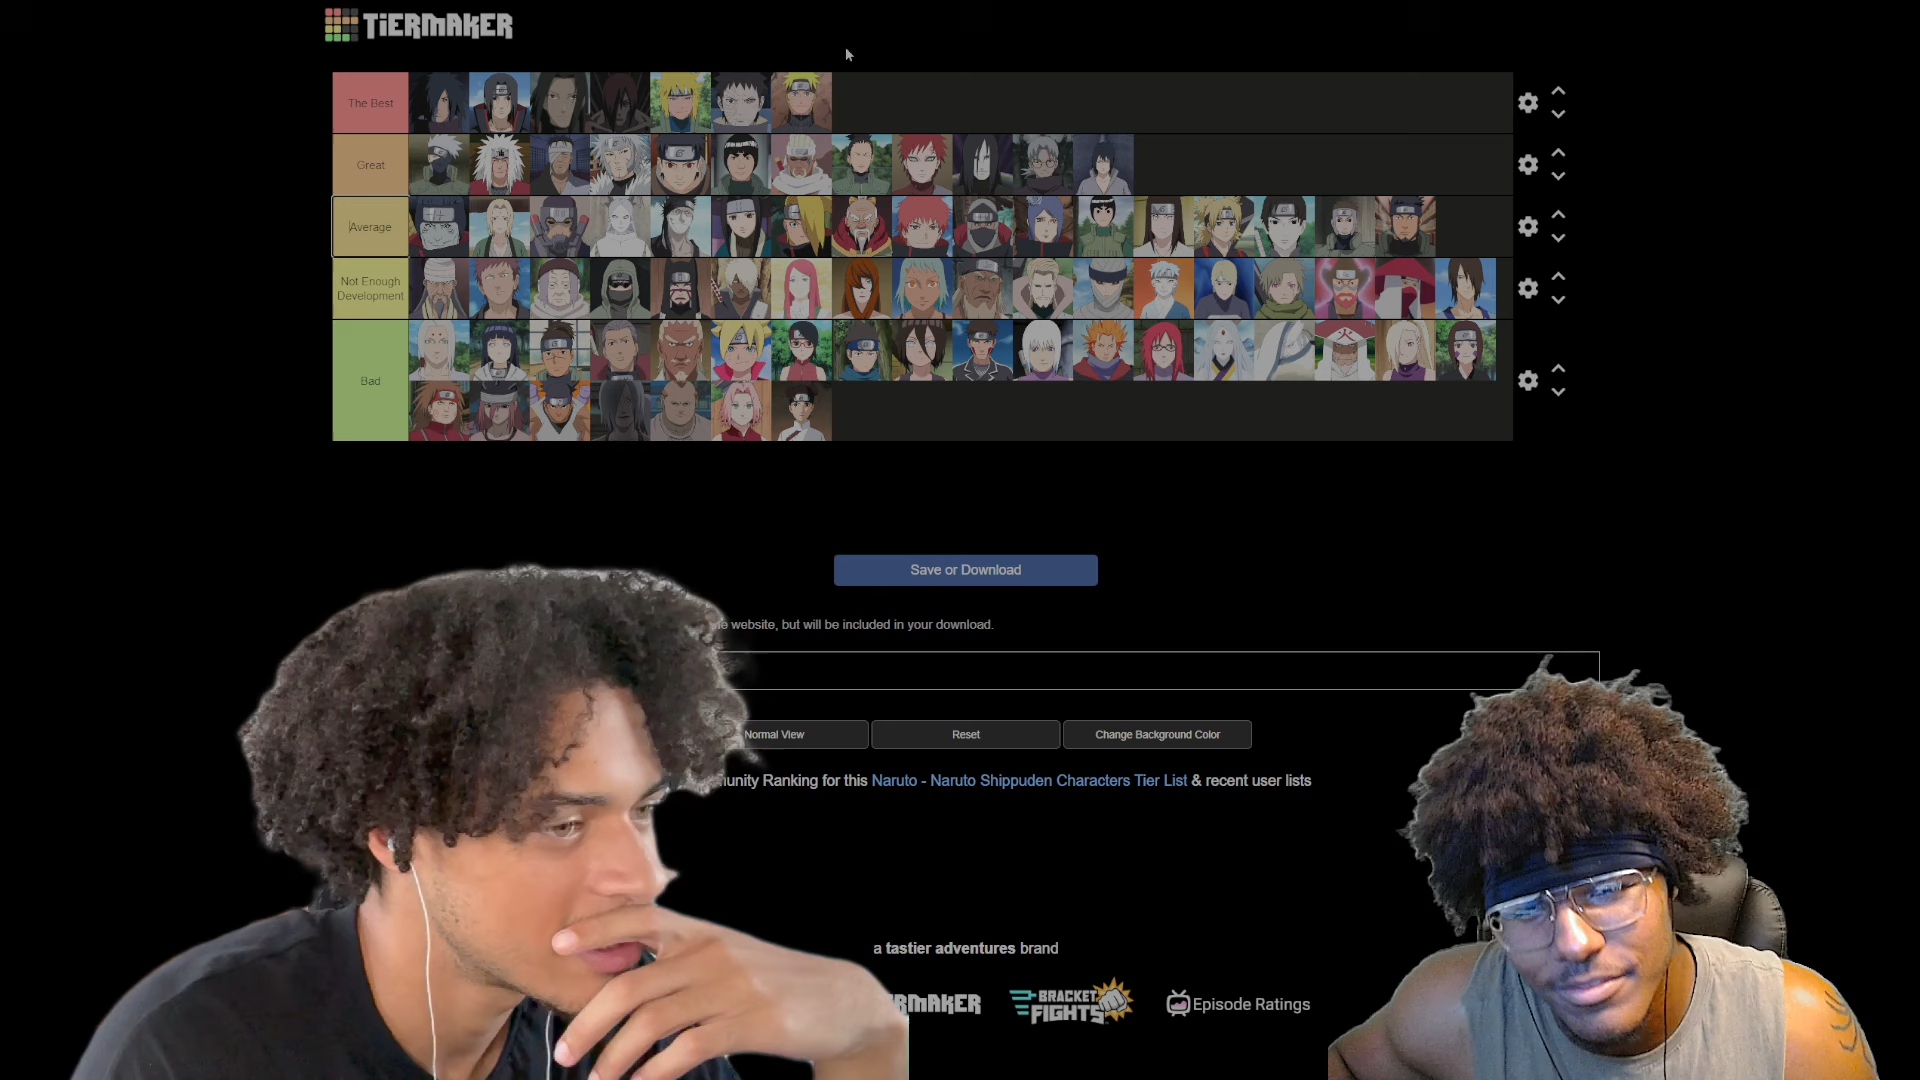 TiERMAKER
The Best
Great
Average
Not Enough
Development
Bad
Save or Download
website, but will be included in your download.
Normal View
Reset
Change Background Color
Ranking for this Naruto - Naruto Shippuden Characters Tier List & recent user lists
a tastier adventures brand
BRACKET
FIGHTS
Episode Ratings